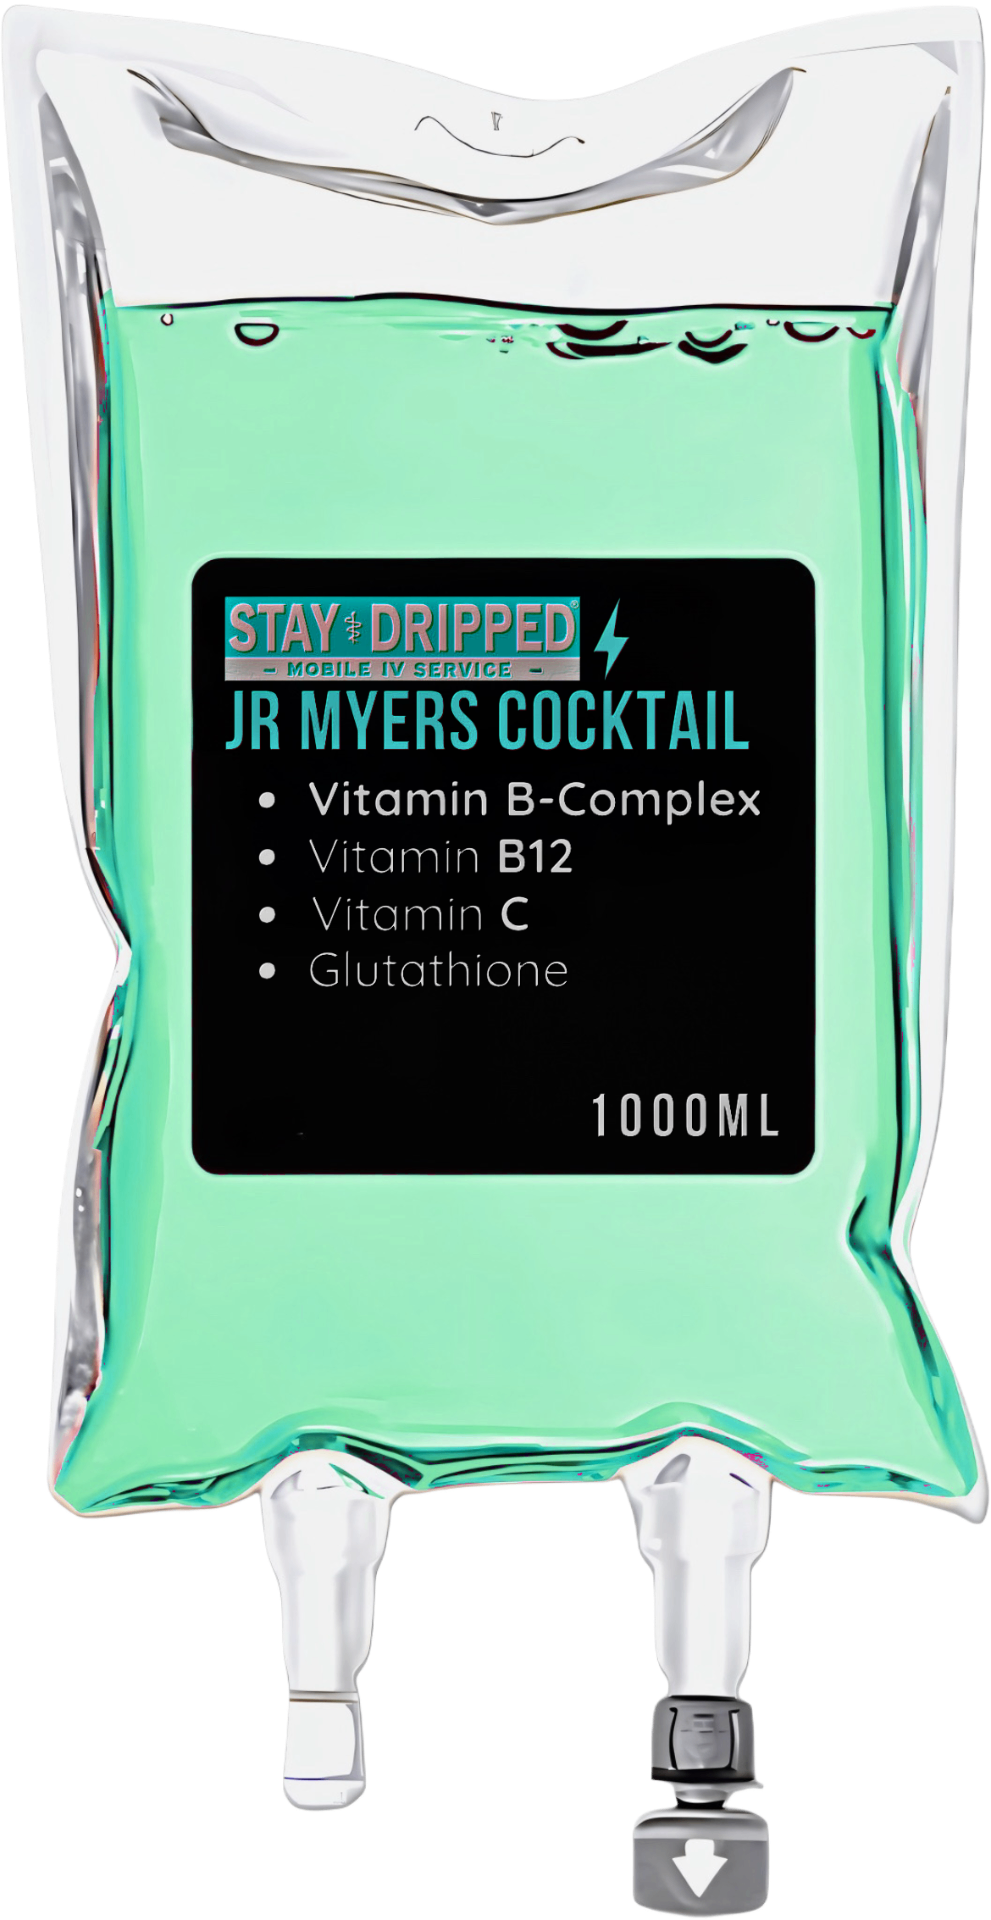 STAY DRIPPED®
- MOBILE IV SERVICE -
JR MYERS COCKTAIL
• Vitamin B-Complex
• Vitamin B12
• Vitamin C
• Glutathione
1000ML